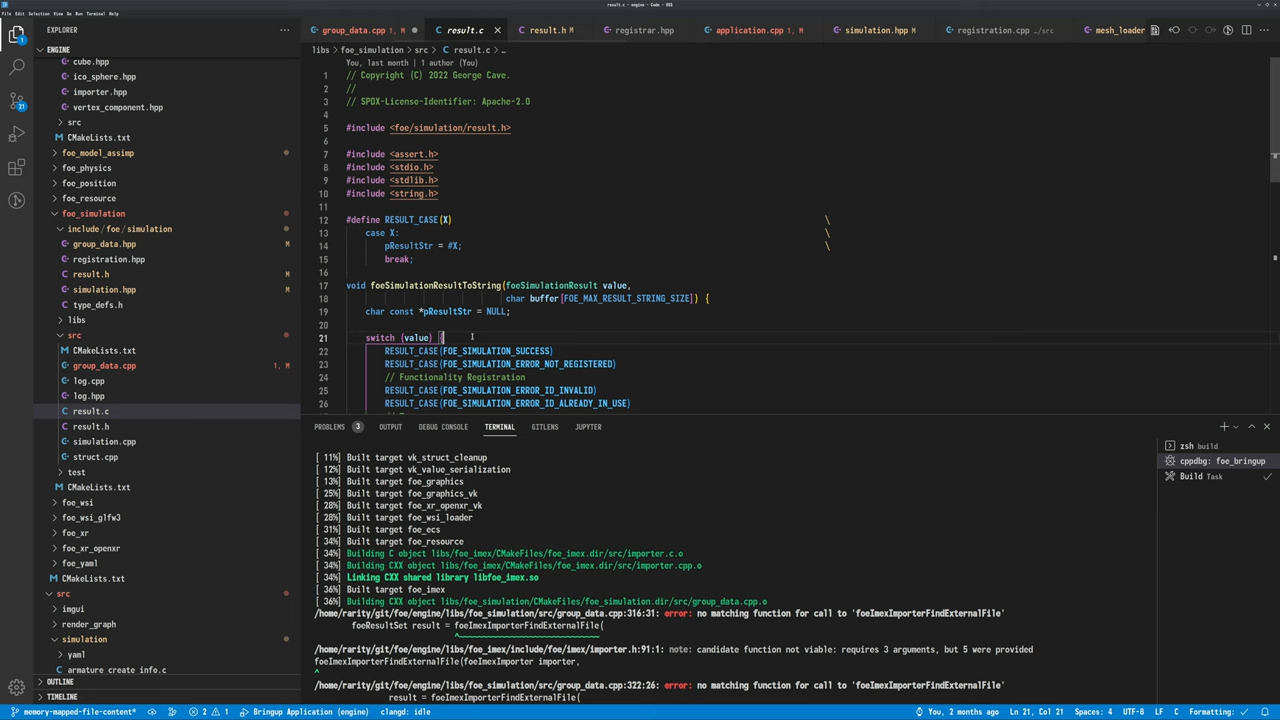 result.c - engine - Code - OSS
File Edit Selection View Go Run Terminal Help
EXPLORER
ENGINE
cube.hpp
ico_sphere.hpp
importer.hpp
vertex_component.hpp
src
CMakeLists.txt
foe_model_assimp
foe_physics
foe_position
foe_resource
foe_simulation
include/foe/simulation
group_data.hpp M
registration.hpp
result.h M
simulation.hpp M
type_defs.h
libs
src
CMakeLists.txt
group_data.cpp 1, M
log.cpp
log.hpp
result.c
result.h
simulation.cpp
struct.cpp
test
CMakeLists.txt
foe_wsi
foe_wsi_glfw3
foe_xr
foe_xr_openxr
foe_yaml
CMakeLists.txt
src
imgui
render_graph
simulation
yaml
armature_create_info.c
OUTLINE
TIMELINE
group_data.cpp 1, M
result.c
result.h M
registrar.hpp
application.cpp 1, M
simulation.hpp M
registration.cpp .../src
mesh_loader
libs > foe_simulation > src > C result.c > ...
You, last month | 1 author (You)
1 // Copyright (C) 2022 George Cave.
2 //
3 // SPDX-License-Identifier: Apache-2.0
4
5 #include <foe/simulation/result.h>
6
7 #include <assert.h>
8 #include <stdio.h>
9 #include <stdlib.h>
10 #include <string.h>
11
12 #define RESULT_CASE(X) \
13 case X: \
14 pResultStr = #X; \
15 break;
16
17 void foeSimulationResultToString(foeSimulationResult value,
18 char buffer[FOE_MAX_RESULT_STRING_SIZE]) {
19 char const *pResultStr = NULL;
20
21 switch (value) {
22 RESULT_CASE(FOE_SIMULATION_SUCCESS)
23 RESULT_CASE(FOE_SIMULATION_ERROR_NOT_REGISTERED)
24 // Functionality Registration
25 RESULT_CASE(FOE_SIMULATION_ERROR_ID_INVALID)
26 RESULT_CASE(FOE_SIMULATION_ERROR_ID_ALREADY_IN_USE)
PROBLEMS 3 OUTPUT DEBUG CONSOLE TERMINAL GITLENS JUPYTER
[ 11%] Built target vk_struct_cleanup
[ 12%] Built target vk_value_serialization
[ 13%] Built target foe_graphics
[ 25%] Built target foe_graphics_vk
[ 28%] Built target foe_xr_openxr_vk
[ 28%] Built target foe_wsi_loader
[ 31%] Built target foe_ecs
[ 34%] Built target foe_resource
[ 34%] Building C object libs/foe_imex/CMakeFiles/foe_imex.dir/src/importer.c.o
[ 34%] Building CXX object libs/foe_imex/CMakeFiles/foe_imex.dir/src/importer.cpp.o
[ 34%] Linking CXX shared library libfoe_imex.so
[ 36%] Built target foe_imex
[ 36%] Building CXX object libs/foe_simulation/CMakeFiles/foe_simulation.dir/src/group_data.cpp.o
/home/rarity/git/foe/engine/libs/foe_simulation/src/group_data.cpp:316:31: error: no matching function for call to 'foeImexImporterFindExternalFile'
foeResultSet result = foeImexImporterFindExternalFile(
^~~~~~~~~~~~~~~~~~~~~~~~~~~~~~~
/home/rarity/git/foe/engine/libs/foe_imex/include/foe/imex/importer.h:91:1: note: candidate function not viable: requires 3 arguments, but 5 were provided
foeImexImporterFindExternalFile(foeImexImporter importer,
^
/home/rarity/git/foe/engine/libs/foe_simulation/src/group_data.cpp:322:26: error: no matching function for call to 'foeImexImporterFindExternalFile'
result = foeImexImporterFindExternalFile(
zsh build
cppdbg: foe_bringup
Build Task
memory-mapped-file-content* 2 1 Bringup Application (engine) clangd: idle You, 2 months ago Ln 21, Col 21 Spaces: 4 UTF-8 LF C Formatting: